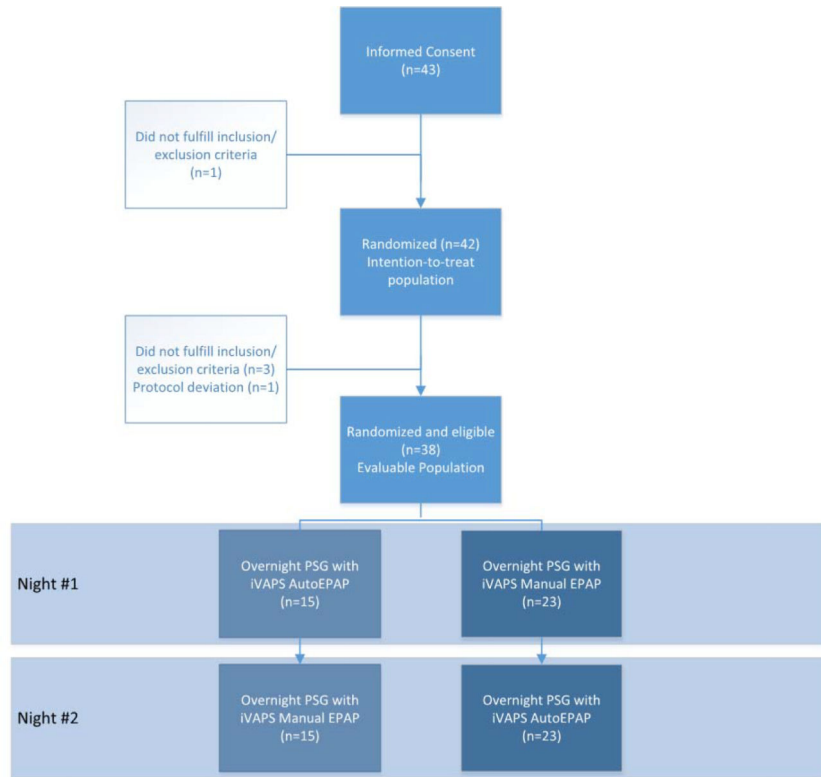 Informed Consent
(n=43)
Did not fulfill inclusion/
exclusion criteria
(n=1)
Randomized (n=42)
Intention-to-treat
population
Did not fulfill inclusion/
exclusion criteria (n=3)
Protocol deviation (n=1)
Randomized and eligible
(n=38)
Evaluable Population
Night #1
Overnight PSG with
iVAPS AutoEPAP
(n=15)
Overnight PSG with
iVAPS Manual EPAP
(n=23)
Night #2
Overnight PSG with
iVAPS Manual EPAP
(n=15)
Overnight PSG with
iVAPS AutoEPAP
(n=23)